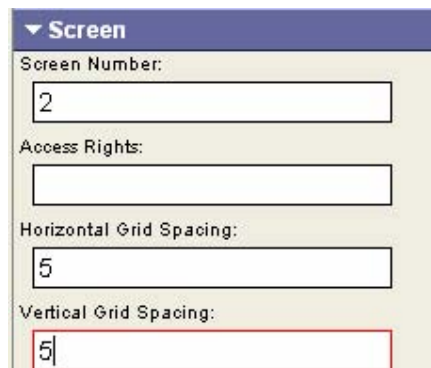 Screen
Screen Number:
2
Access Rights:
Horizontal Grid Spacing:
5
Vertical Grid Spacing:
5